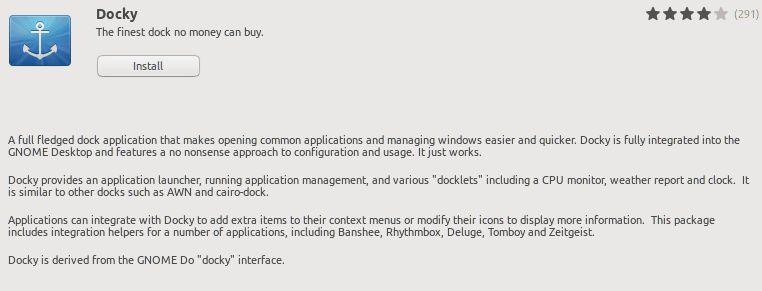 Docky
(291)
The finest dock no money can buy.
Install
A full fledged dock application that makes opening common applications and managing windows easier and quicker. Docky is fully integrated into the
GNOME Desktop and features a no nonsense approach to configuration and usage. It just works.
Docky provides an application launcher, running application management, and various "docklets" including a CPU monitor, weather report and clock.  It
is similar to other docks such as AWN and cairo-dock.
Applications can integrate with Docky to add extra items to their context menus or modify their icons to display more information.  This package
includes integration helpers for a number of applications, including Banshee, Rhythmbox, Deluge, Tomboy and Zeitgeist.
Docky is derived from the GNOME Do "docky" interface.